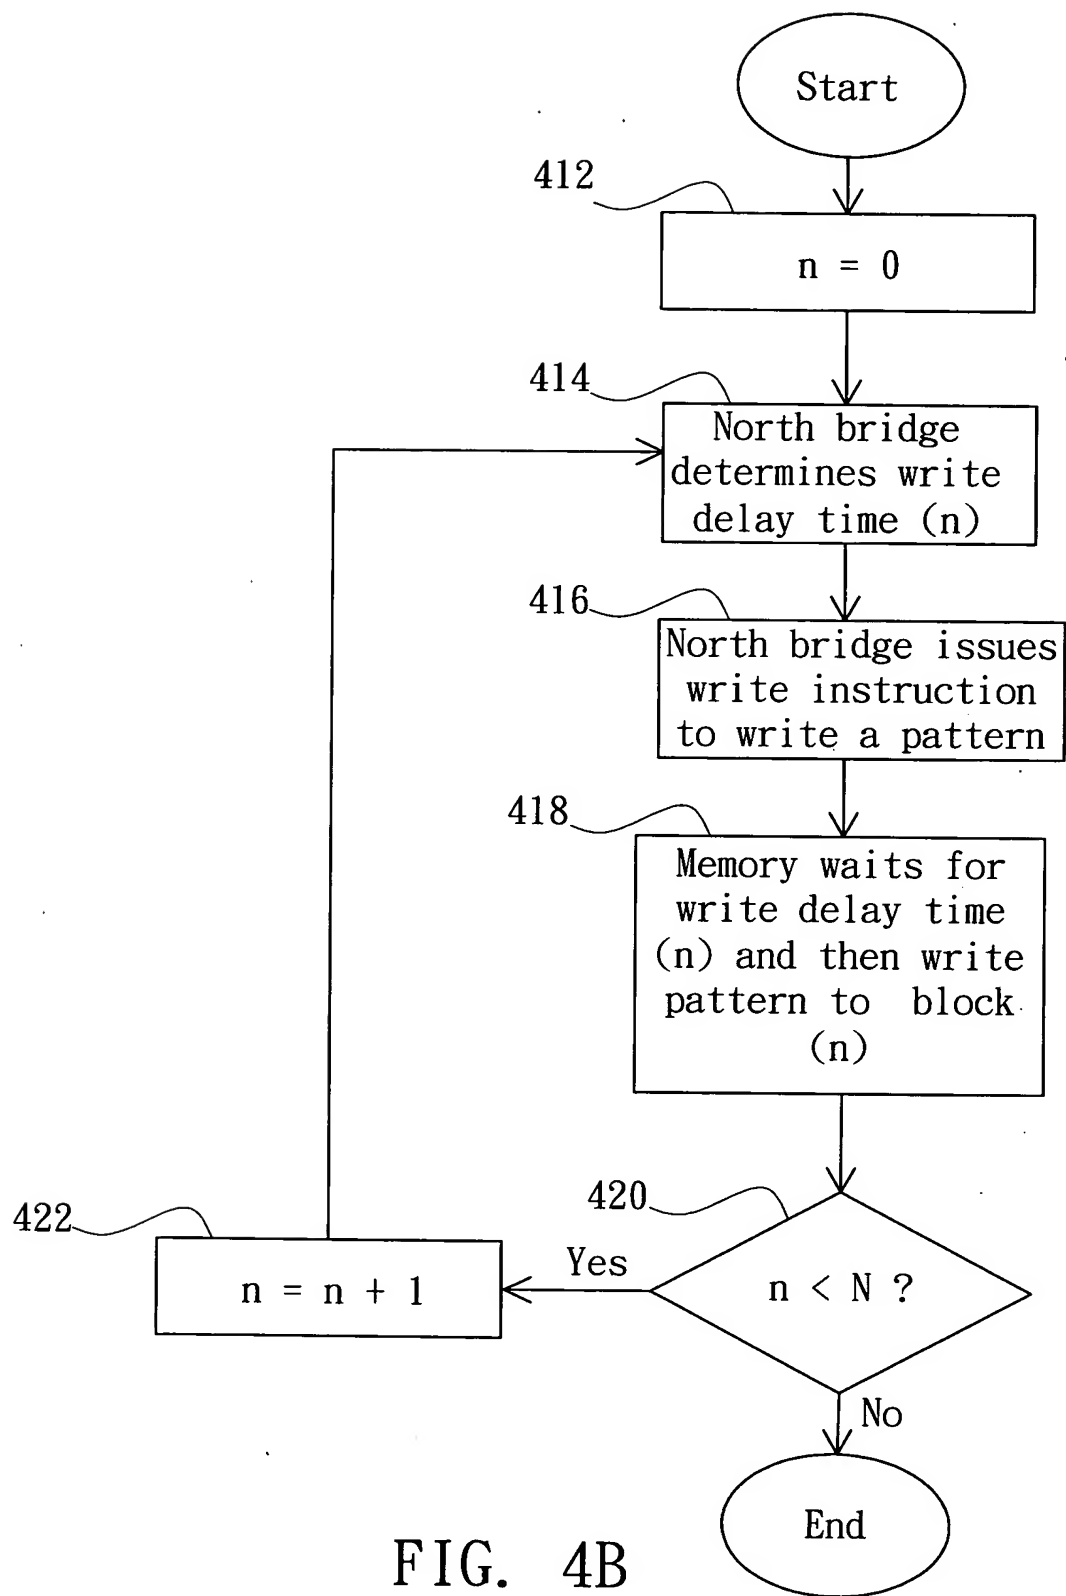 Start
412
n = 0
414
North bridge
determines write
delay time (n)
416
North bridge issues
write instruction
to write a pattern
418
Memory waits for
write delay time
(n) and then write
pattern to block
(n)
420
n < N ?
Yes
422
n = n + 1
No
End
FIG. 4B